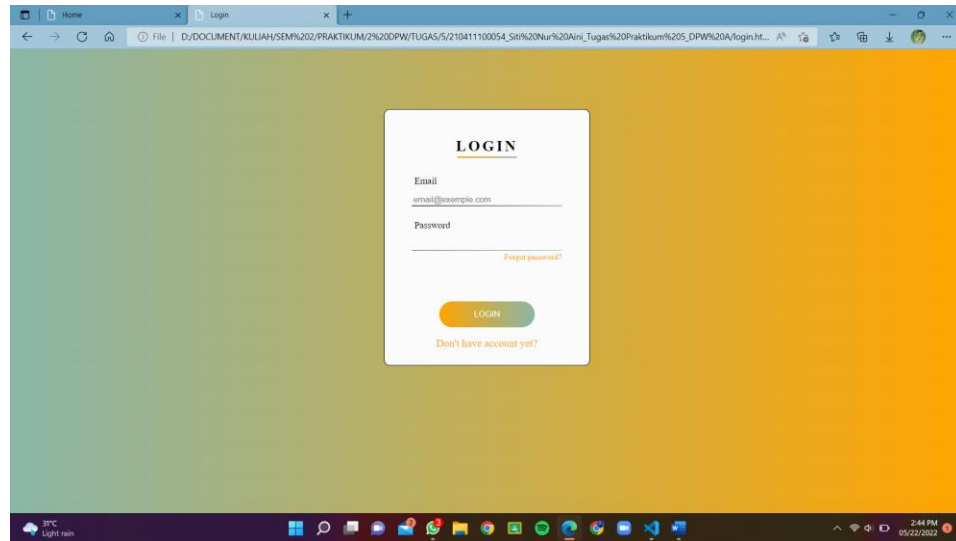 Home
Login
File
D:/DOCUMENT/KULIAH/SEM%202/PRAKTIKUM/2%20DPW/TUGAS/5/210411100054_Siti%20Nur%20Aini_Tugas%20Praktikum%205_DPW%20A/login.ht...
LOGIN
Email
email@exemple.com
Password
Forgot password?
LOGIN
Don't have account yet?
31°C
Light rain
2:44 PM
05/22/2022